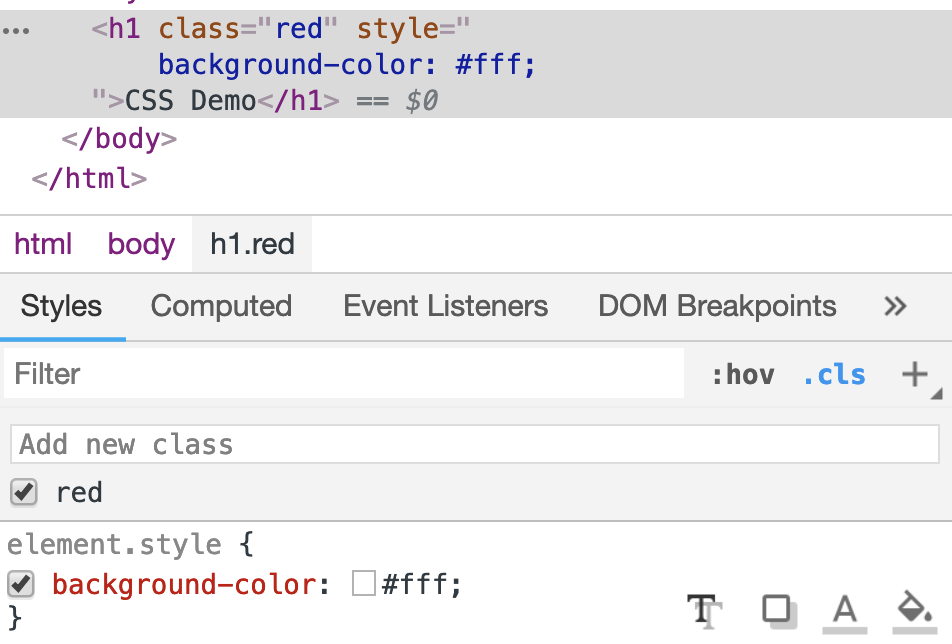 <h1 class="red" style="
background-color: #fff;
">CSS Demo</h1> == $0
</body>
</html>
html body h1.red
Styles Computed Event Listeners DOM Breakpoints »
Filter :hov .cls +
Add new class
red
element.style {
background-color: #fff;
}